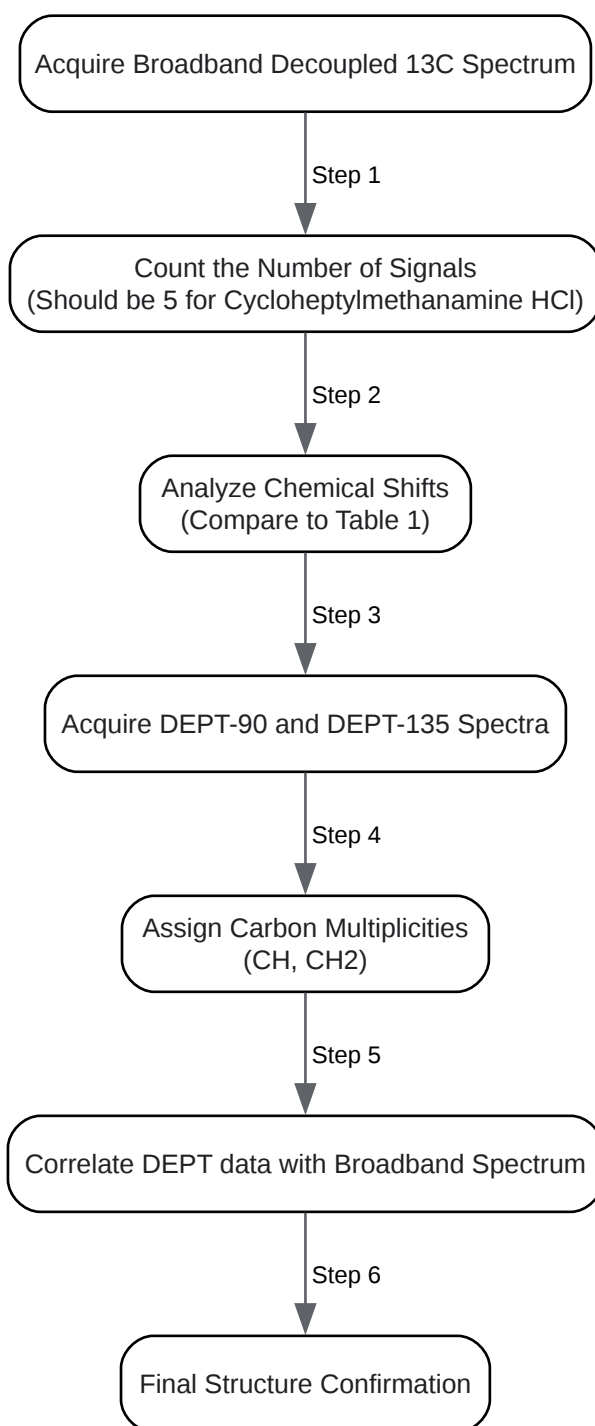 Acquire Broadband Decoupled 13C Spectrum
Step 1
Count the Number of Signals
(Should be 5 for Cycloheptylmethanamine HCl)
Step 2
Analyze Chemical Shifts
(Compare to Table 1)
Step 3
Acquire DEPT-90 and DEPT-135 Spectra
Step 4
Assign Carbon Multiplicities
(CH, CH2)
Step 5
Correlate DEPT data with Broadband Spectrum
Step 6
Final Structure Confirmation